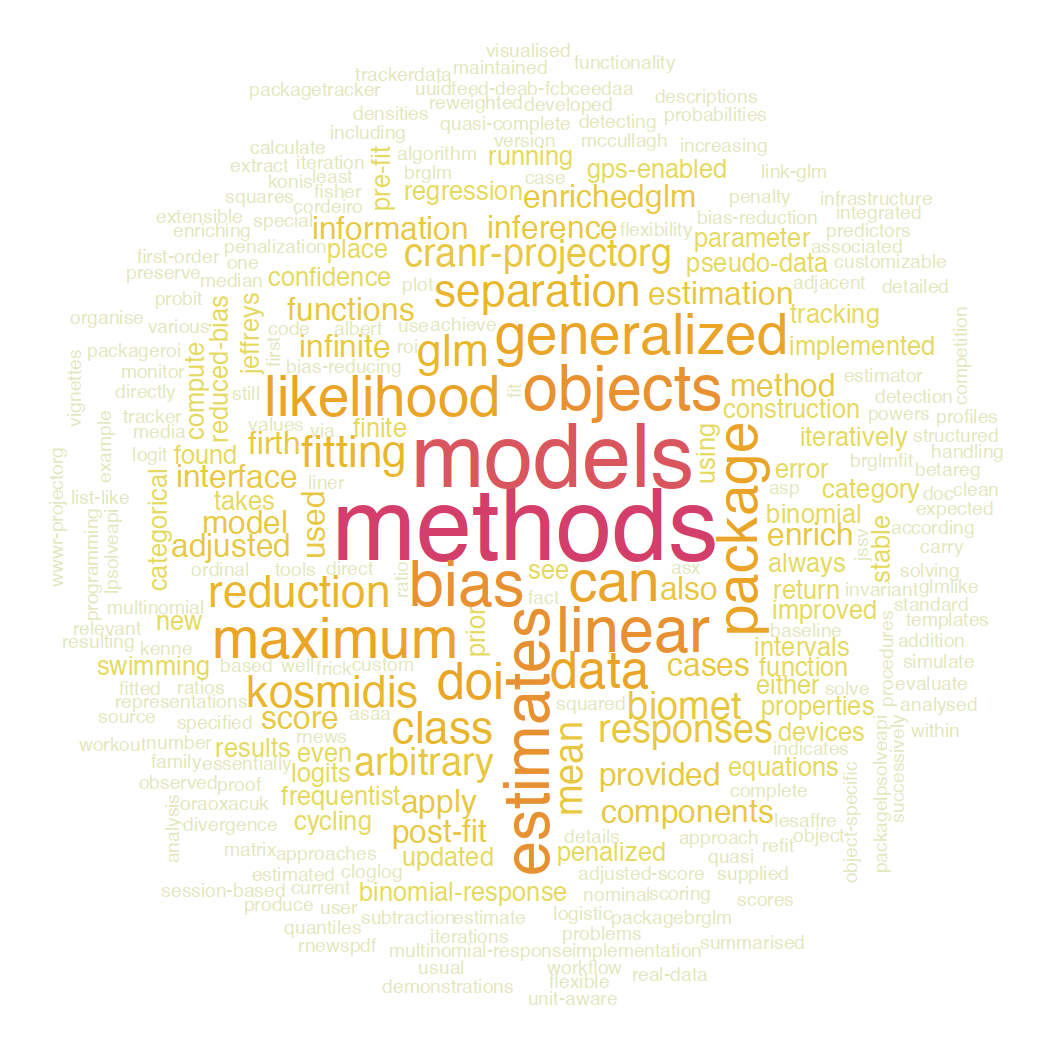 visualised
trackerdata maintained functionality
packagetracker uuidfeed-deab-fcbceedaa descriptions
densities reweighted developed probabilities
including quasi-complete detecting
calculate pre-fit version mccullagh increasing
extract iteration algorithm running gps-enabled link-glm
konis least brglm case
squares fisher regression enrichedglm penalty infrastructure
extensible special cordeiro information inference flexibility bias-reduction integrated
enriching penalization place cranr-projectorg parameter predictors
first-order one associated
preserve median confidence plot separation estimation pseudo-data customizable
probit jeffreys functions adjacent detailed
organise various reduced-bias code albert use achieve generalized tracking competition
packageroi compute first infinite roi glm implemented
monitor bias-reducing estimator
vignettes directly still likelihood fit objects method detection
tracker values via finite construction powers profiles
media found firth fitting models using iteratively structured
logit handling
example interface liner package error brglmfit betareg
wwwr-projectorg list-like categorical takes used methods asp category doc clean
lpsolveapi model binomial expected
programming adjusted enrich stable jssv according
ordinal tools direct ratio bias see can also asx always carry
multinomial reduction fact return invariant solving
relevant new prior linear improved glmlike
resulting kenne maximum baseline standard
swimming based well frick custom estimates data cases intervals templates
fitted ratios kosmidis doi function procedures addition
representations squared either solve simulate
source specified score asaa class biomet properties evaluate
workout number results rnews mean responses devices analysed
family essentially even arbitrary indicates within
observed proof logits provided equations successively
oraoxacuk frequentist apply components complete object-specific packagelpsolveapi
analysis divergence cycling post-fit lesaffre
matrix approaches updated details approach object
estimated cloglog penalized quasi refit
session-based current binomial-response adjusted-score supplied
produce user nominal scoring scores
quantiles subtraction estimate logistic packagebrglm
rnewspdf iterations problems summarised
multinomial-response implementation
usual workflow real-data
demonstrations flexible
unit-aware